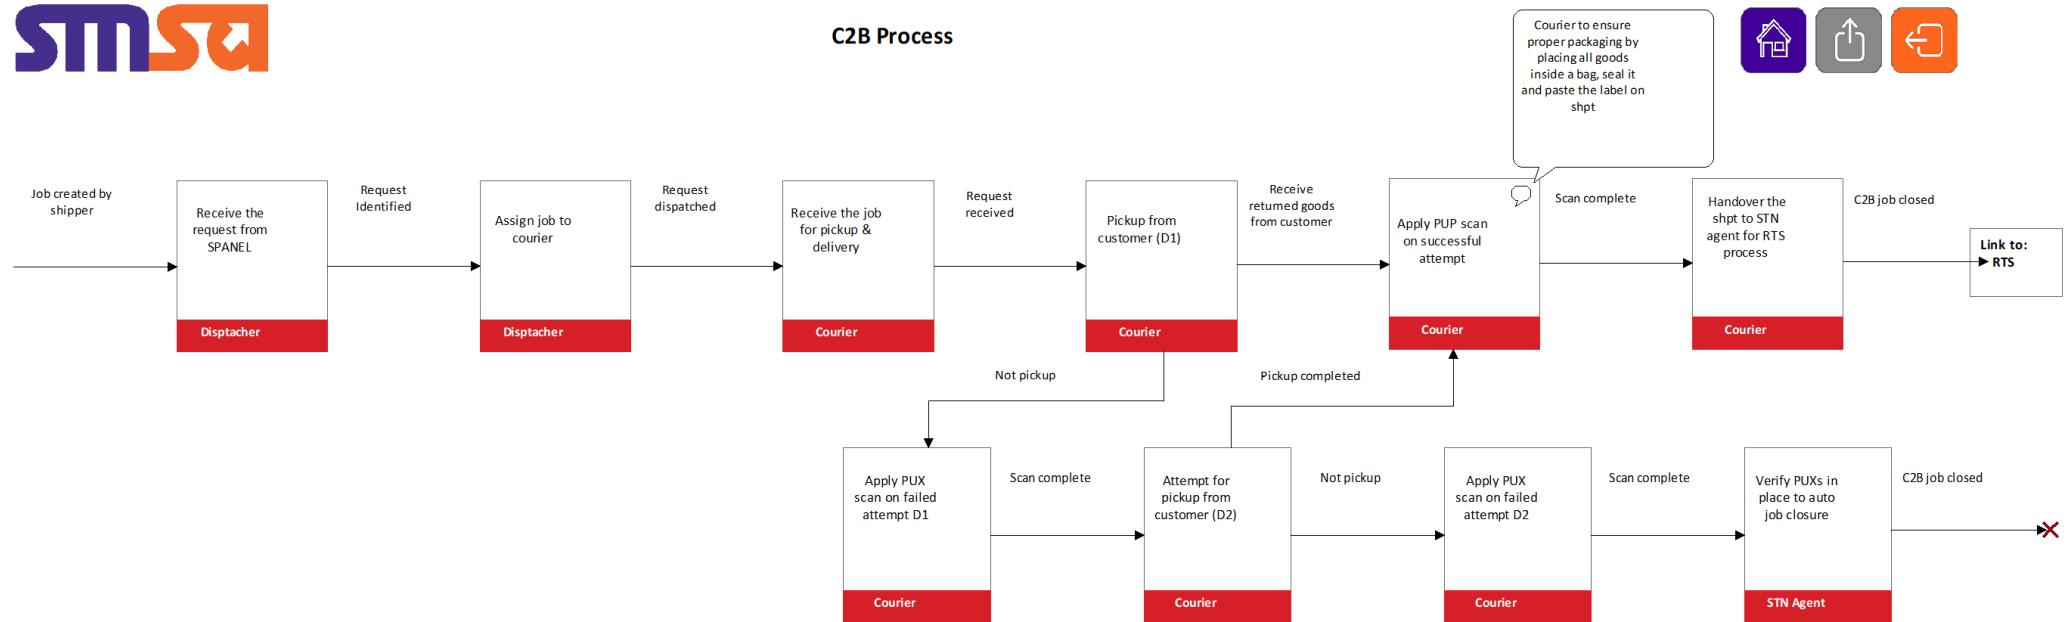 smsa
C2B Process
Courier to ensure
proper packaging by
placing all goods
inside a bag, seal it
and paste the label on
shpt
Job created by
shipper
Receive the
request from
SPANEL
Disptacher
Request
Identified
Assign job to
courier
Disptacher
Request
dispatched
Receive the job
for pickup &
delivery
Courier
Request
received
Pickup from
customer (D1)
Courier
Receive
returned goods
from customer
Apply PUP scan
on successful
attempt
Courier
Scan complete
Handover the
shpt to STN
agent for RTS
process
Courier
C2B job closed
Link to:
RTS
Not pickup
Pickup completed
Apply PUX
scan on failed
attempt D1
Courier
Scan complete
Attempt for
pickup from
customer (D2)
Courier
Not pickup
Apply PUX
scan on failed
attempt D2
Courier
Scan complete
Verify PUXs in
place to auto
job closure
STN Agent
C2B job closed